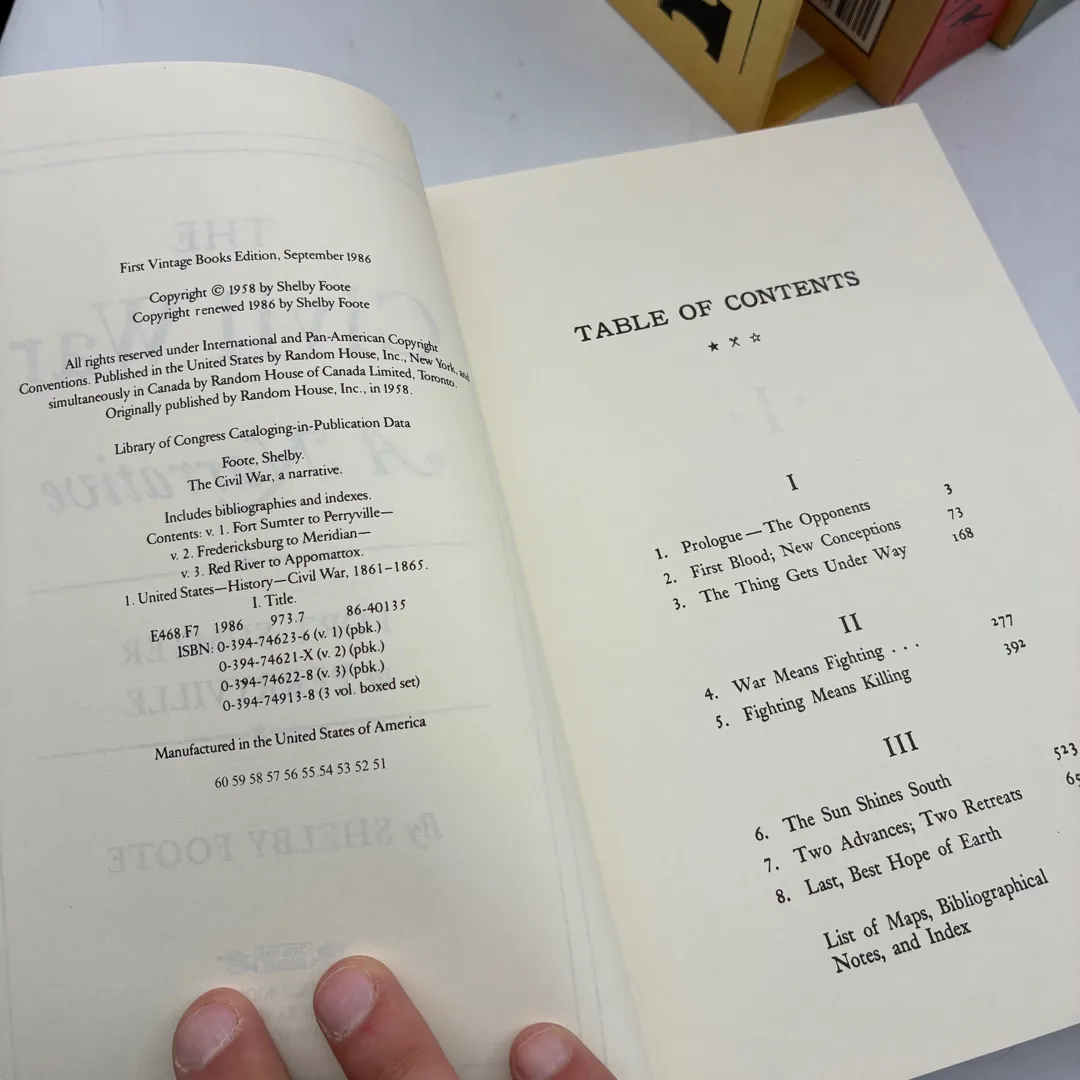 First Vintage Books Edition, September 1986
Copyright © 1958 by Shelby Foote
Copyright renewed 1986 by Shelby Foote
All rights reserved under International and Pan-American Copyright
Conventions. Published in the United States by Random House, Inc., New York, and
simultaneously in Canada by Random House of Canada Limited, Toronto.
Originally published by Random House, Inc., in 1958.
Library of Congress Cataloging-in-Publication Data
Foote, Shelby.
The Civil War, a narrative.
Includes bibliographies and indexes.
Contents: v. 1. Fort Sumter to Perryville—
v. 2. Fredericksburg to Meridian—
v. 3. Red River to Appomattox.
1. United States—History—Civil War, 1861–1865.
I. Title.
E468.F7 1986 973.7 86-40135
ISBN: 0-394-74623-6 (v. 1) (pbk.)
0-394-74621-X (v. 2) (pbk.)
0-394-74622-8 (v. 3) (pbk.)
0-394-74913-8 (3 vol. boxed set)
Manufactured in the United States of America
60 59 58 57 56 55 54 53 52 51
TABLE OF CONTENTS
I
1. Prologue—The Opponents 3
2. First Blood; New Conceptions 73
3. The Thing Gets Under Way 168
II
4. War Means Fighting . . . 277
5. Fighting Means Killing 392
III
6. The Sun Shines South 523
7. Two Advances; Two Retreats
8. Last, Best Hope of Earth
List of Maps, Bibliographical
Notes, and Index